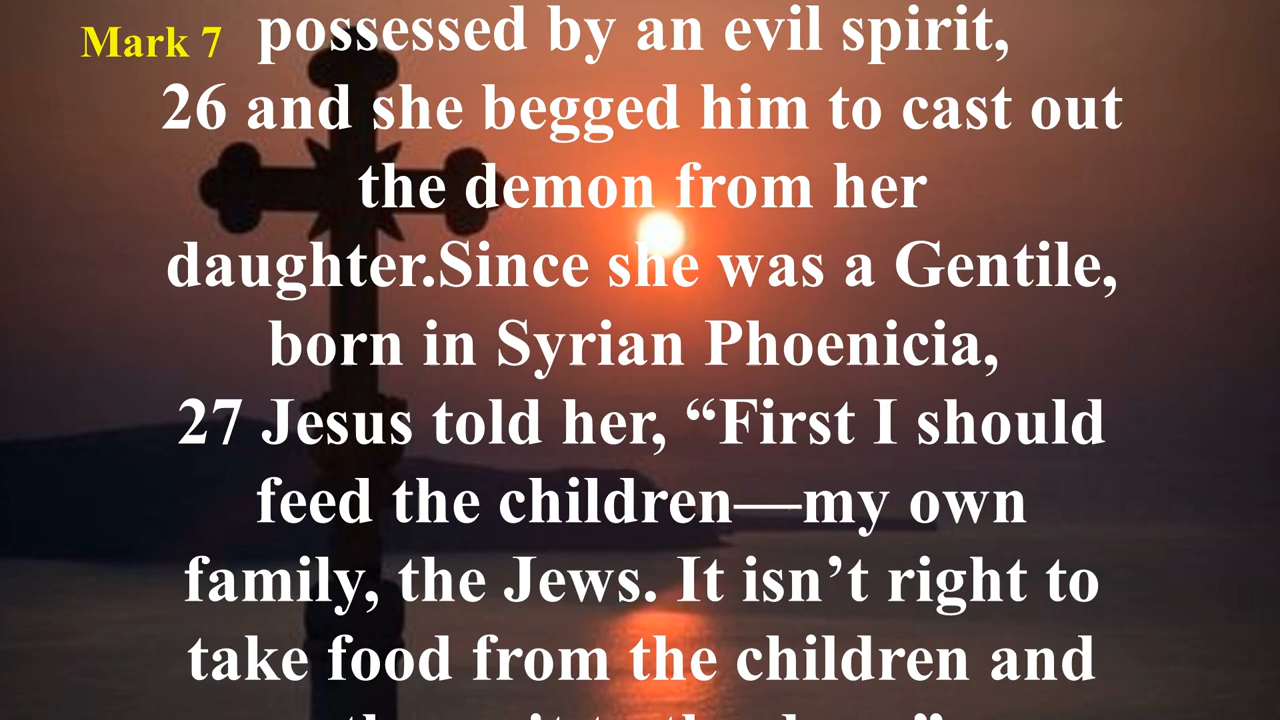 Mark 7
possessed by an evil spirit,
26 and she begged him to cast out
the demon from her
daughter.Since she was a Gentile,
born in Syrian Phoenicia,
27 Jesus told her, “First I should
feed the children—my own
family, the Jews. It isn’t right to
take food from the children and